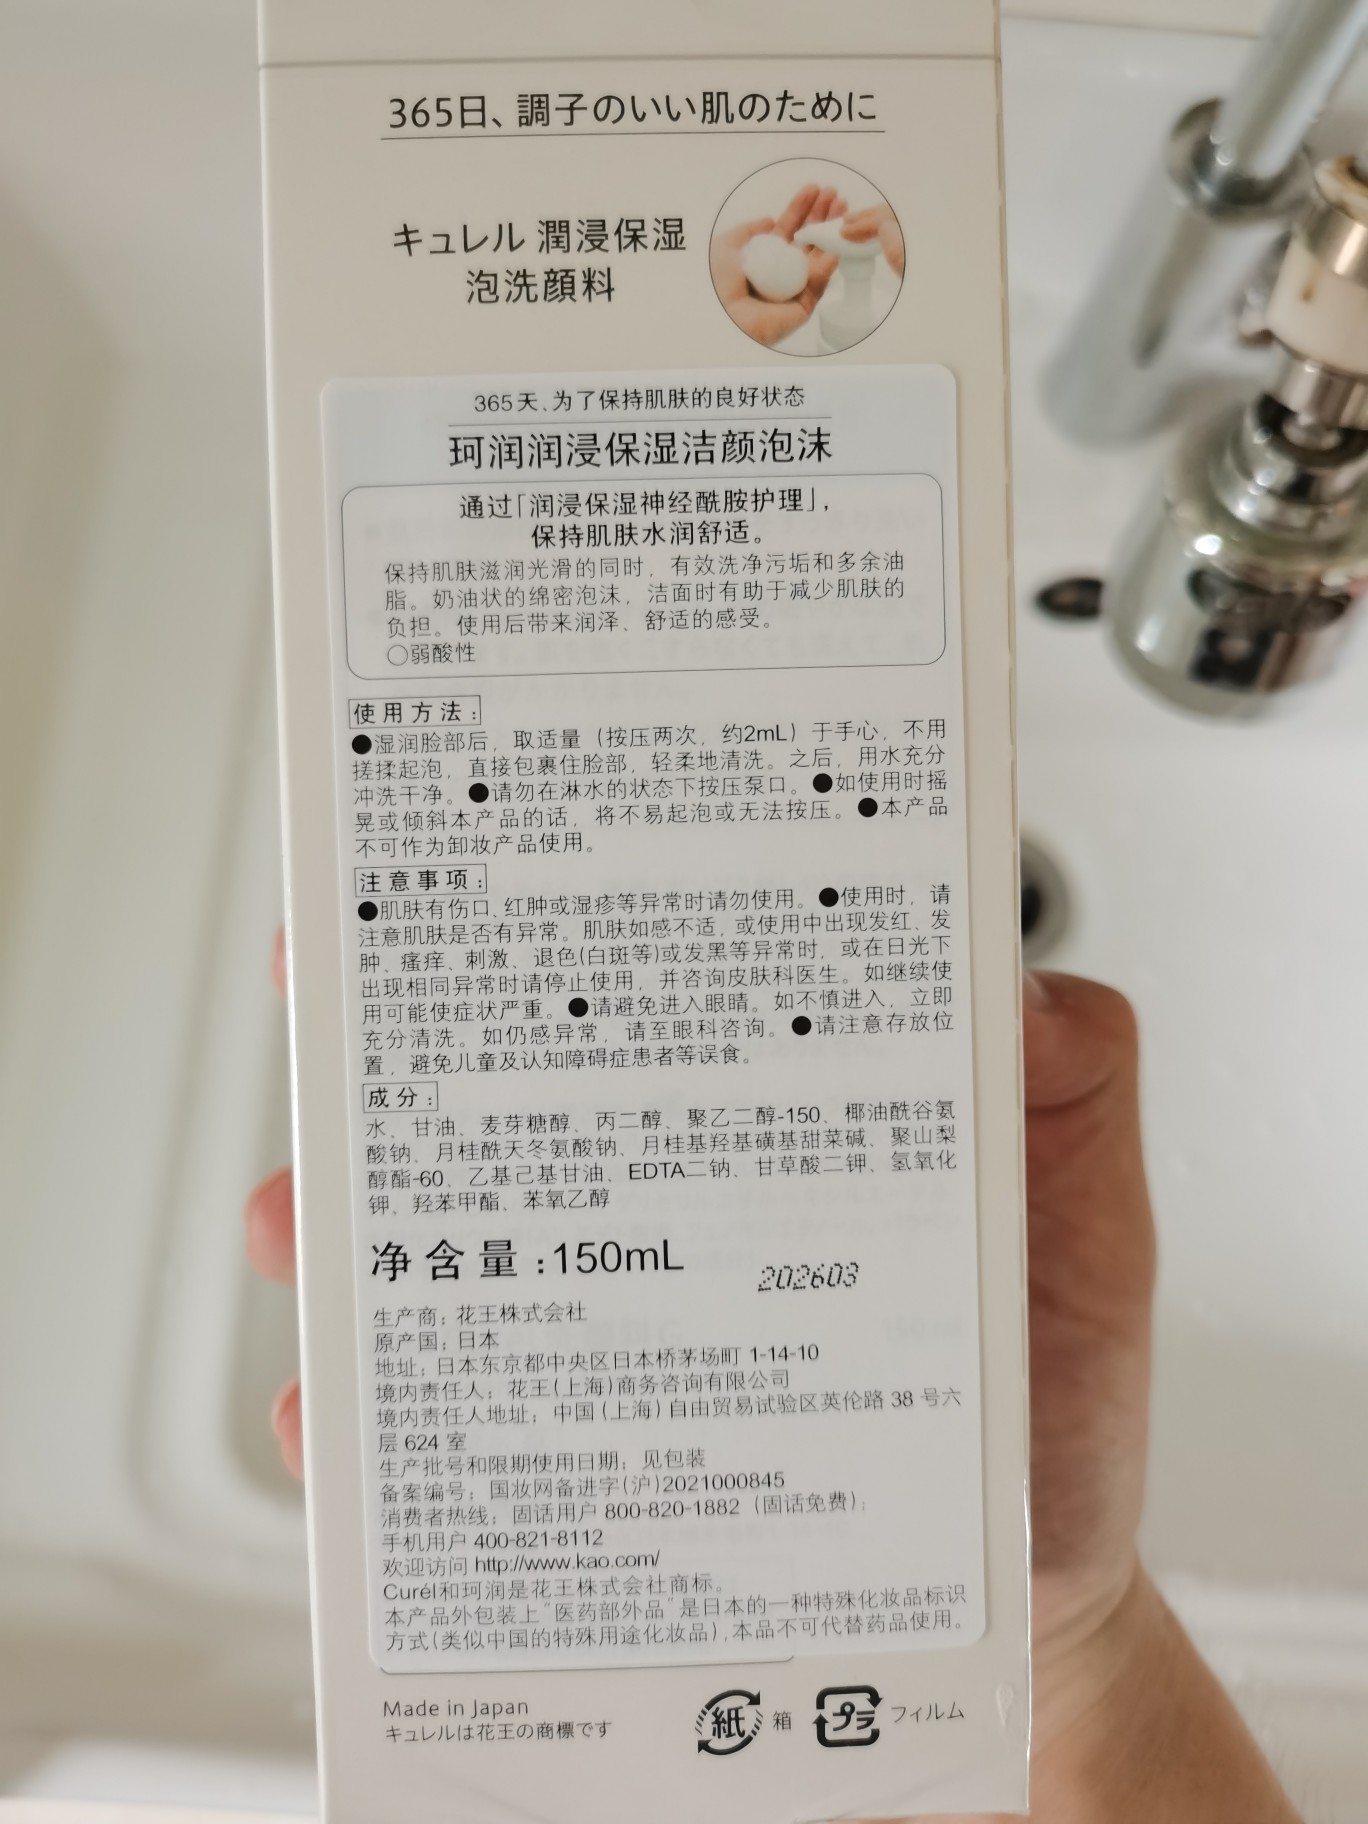 365日、調子のいい肌のために
キュレル 潤浸保湿
泡洗顔料
365天、为了保持肌肤的良好状态
珂润润浸保湿洁颜泡沫
通过「润浸保湿神经酰胺护理」,
保持肌肤水润舒适。
保持肌肤滋润光滑的同时，有效洗净污垢和多余油
脂。奶油状的绵密泡沫，洁面时有助于减少肌肤的
负担。使用后带来润泽、舒适的感受。
○弱酸性
使用方法:
●湿润脸部后，取适量（按压两次，约2mL）于手心，不用
搓揉起泡，直接包裹住脸部，轻柔地清洗。之后，用水充分
冲洗干净。●请勿在淋水的状态下按压泵口。●如使用时摇
晃或倾斜本产品的话，将不易起泡或无法按压。●本产品
不可作为卸妆产品使用。
注意事项:
●肌肤有伤口、红肿或湿疹等异常时请勿使用。●使用时，请
注意肌肤是否有异常。肌肤如感不适，或使用中出现发红、发
肿、瘙痒、刺激、退色(白斑等)或发黑等异常时，或在日光下
出现相同异常时请停止使用，并咨询皮肤科医生。如继续使
用可能使症状严重。●请避免进入眼睛。如不慎进入，立即
充分清洗。如仍感异常，请至眼科咨询。●请注意存放位
置，避免儿童及认知障碍症患者等误食。
成分:
水、甘油、麦芽糖醇、丙二醇、聚乙二醇-150、椰油酰谷氨
酸钠、月桂酰天冬氨酸钠、月桂基羟基磺基甜菜碱、聚山梨
醇酯-60、乙基己基甘油、EDTA二钠、甘草酸二钾、氢氧化
钾、羟苯甲酯、苯氧乙醇
净含量:150mL
202603
生产商：花王株式会社
原产国：日本
地址：日本东京都中央区日本桥茅场町 1-14-10
境内责任人：花王(上海)商务咨询有限公司
境内责任人地址：中国(上海)自由贸易试验区英伦路 38 号六
层 624 室
生产批号和限期使用日期：见包装
备案编号：国妆网备进字(沪)2021000845
消费者热线：固话用户 800-820-1882（固话免费）；
手机用户 400-821-8112
欢迎访问 http://www.kao.com/
Curél和珂润是花王株式会社商标。
本产品外包装上"医药部外品"是日本的一种特殊化妆品标识
方式(类似中国的特殊用途化妆品),本品不可代替药品使用。
Made in Japan
キュレルは花王の商標です
紙 箱 プラ フィルム